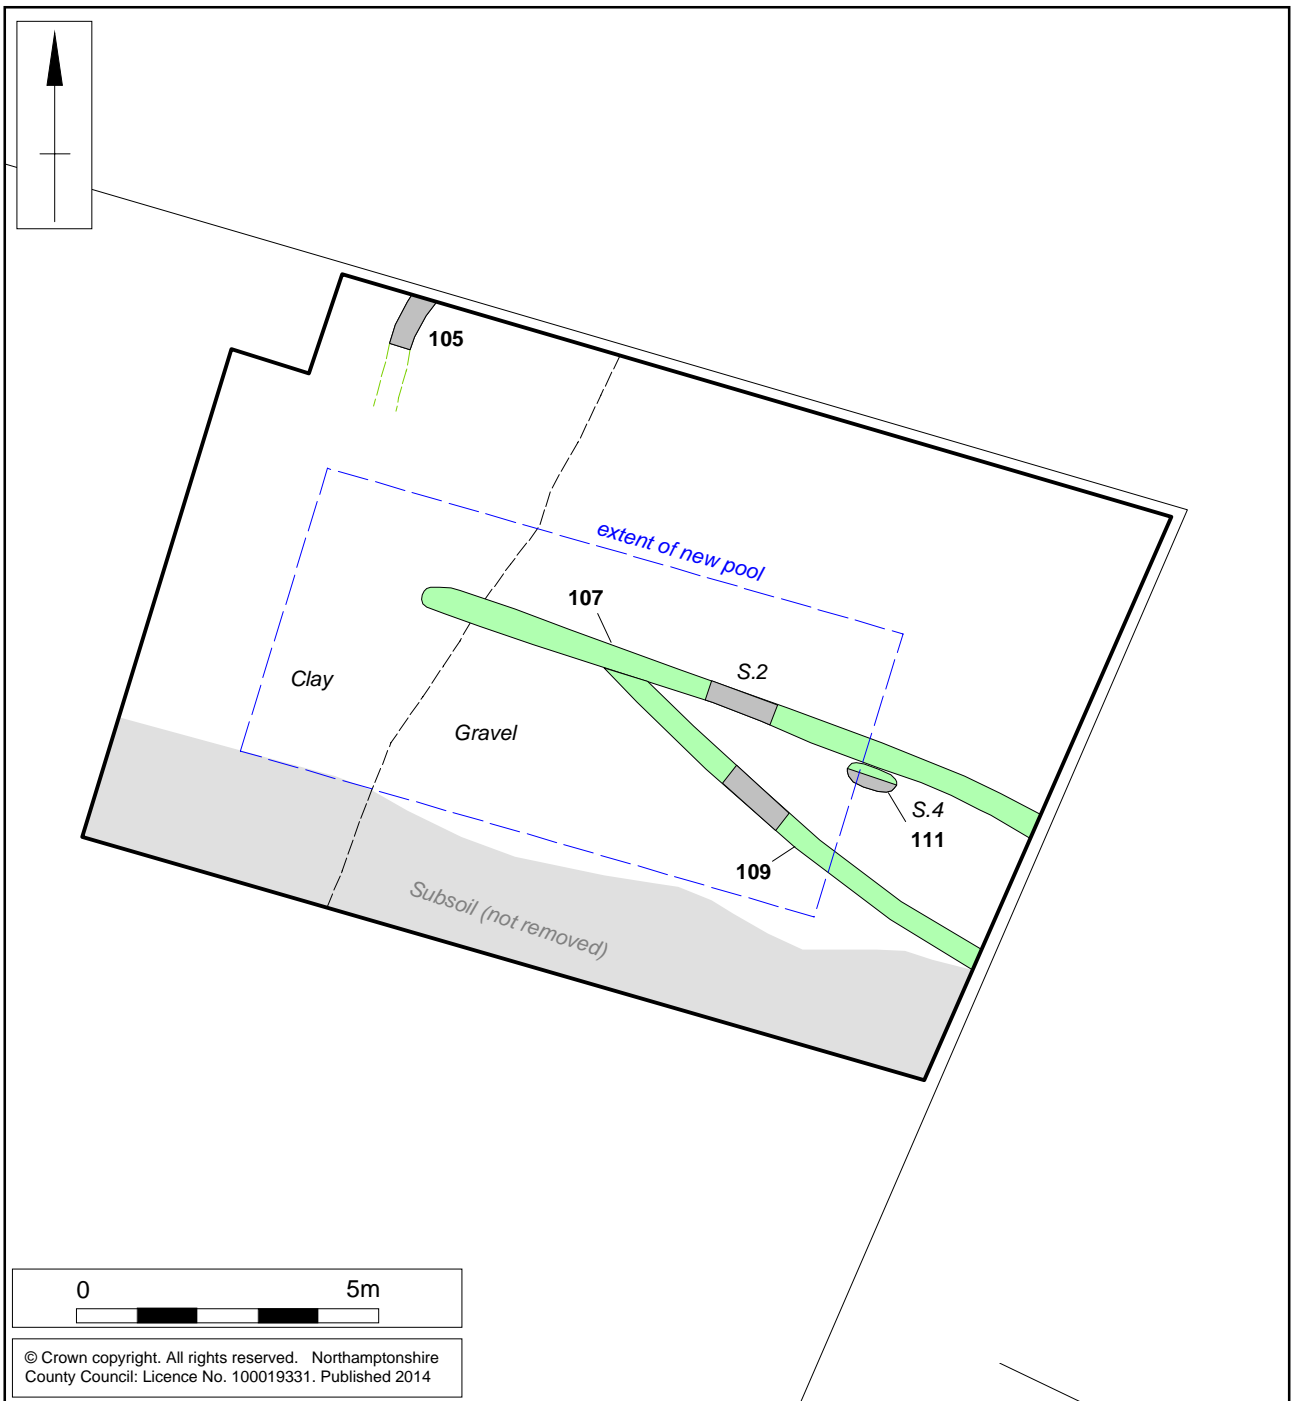 105
extent of new pool
107
S.2
Clay
Gravel
S.4
111
109
Subsoil (not removed)
0 5m
© Crown copyright. All rights reserved. Northamptonshire
County Council: Licence No. 100019331. Published 2014